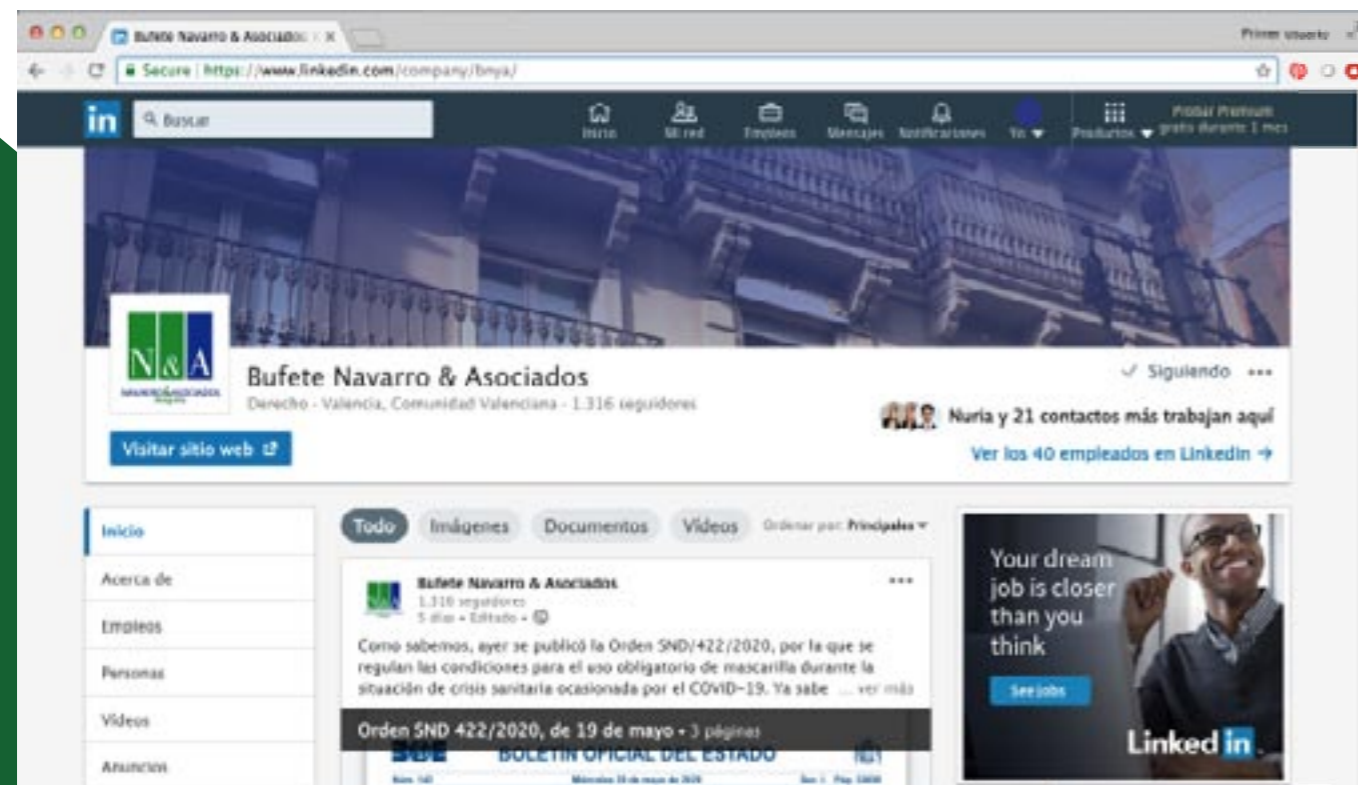 Bufete Navarro & Asociados
Primer usuario
Secure | https://www.linkedin.com/company/bnya/
in
Buscar
Inicio
Mi red
Empleos
Mensajes
Notificaciones
Yo
Productos
Probar Premium
gratis durante 1 mes
N&A
Bufete Navarro & Asociados
Derecho - Valencia, Comunidad Valenciana - 1.316 seguidores
Siguiendo
Nuria y 21 contactos más trabajan aquí
Visitar sitio web
Ver los 40 empleados en LinkedIn →
Inicio
Acerca de
Empleos
Personas
Vídeos
Anuncios
Todo
Imágenes
Documentos
Vídeos
Ordenar por: Principales
Bufete Navarro & Asociados
1.316 seguidores
5 días • Editado •
Como sabemos, ayer se publicó la Orden SND/422/2020, por la que se
regulan las condiciones para el uso obligatorio de mascarilla durante la
situación de crisis sanitaria ocasionada por el COVID-19. Ya sabe ... ver más
Orden SND 422/2020, de 19 de mayo • 3 páginas
BOLETÍN OFICIAL DEL ESTADO
Your dream
job is closer
than you
think
See jobs
Linked in